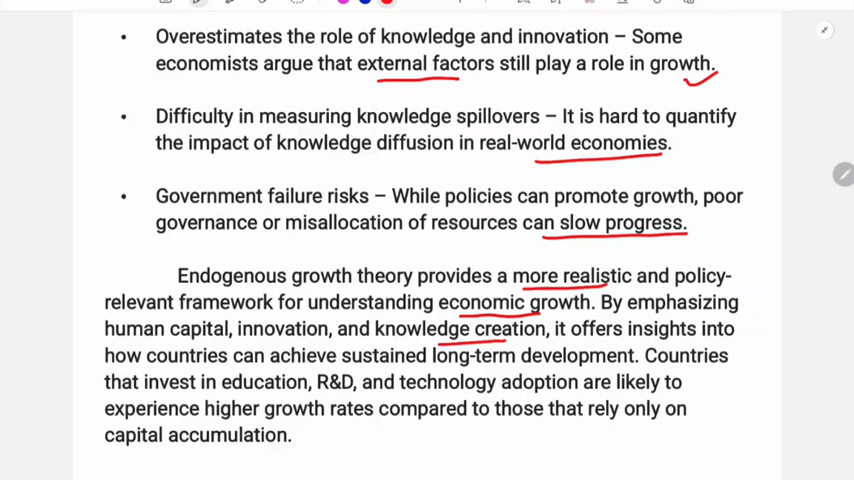 • Overestimates the role of knowledge and innovation – Some
economists argue that external factors still play a role in growth.
• Difficulty in measuring knowledge spillovers – It is hard to quantify
the impact of knowledge diffusion in real-world economies.
• Government failure risks – While policies can promote growth, poor
governance or misallocation of resources can slow progress.
Endogenous growth theory provides a more realistic and policy-
relevant framework for understanding economic growth. By emphasizing
human capital, innovation, and knowledge creation, it offers insights into
how countries can achieve sustained long-term development. Countries
that invest in education, R&D, and technology adoption are likely to
experience higher growth rates compared to those that rely only on
capital accumulation.